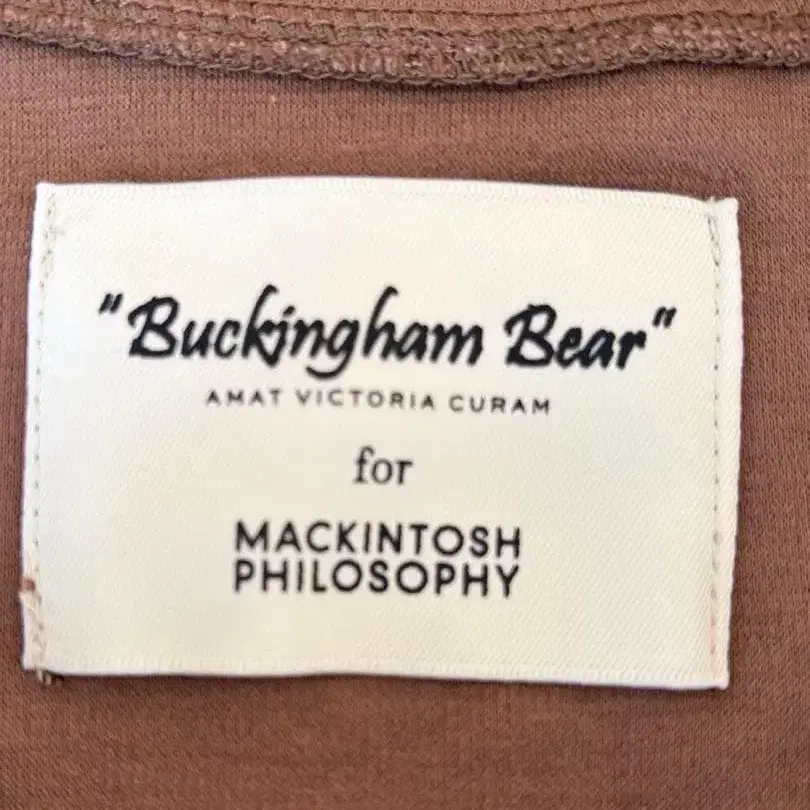 "Buckingham Bear"
AMAT VICTORIA CURAM
for
MACKINTOSH
PHILOSOPHY